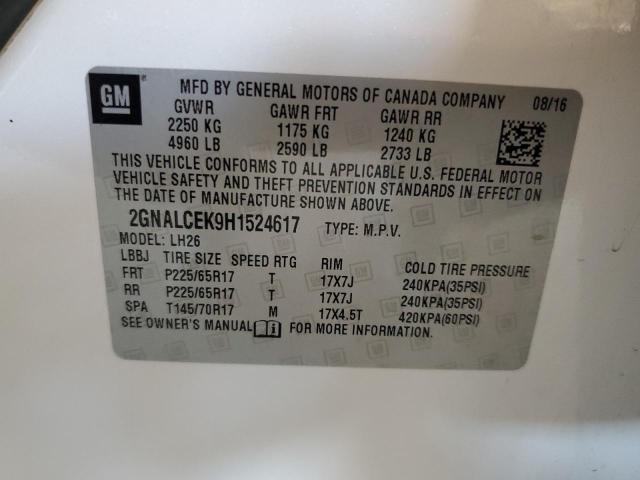 GM
MFD BY GENERAL MOTORS OF CANADA COMPANY 08/16
GVWR GAWR FRT GAWR RR
2250 KG 1175 KG 1240 KG
4960 LB 2590 LB 2733 LB
THIS VEHICLE CONFORMS TO ALL APPLICABLE U.S. FEDERAL MOTOR
VEHICLE SAFETY AND THEFT PREVENTION STANDARDS IN EFFECT ON
THE DATE OF MANUFACTURE SHOWN ABOVE.
2GNALCEK9H1524617 TYPE: M.P.V.
MODEL: LH26
LBBJ TIRE SIZE SPEED RTG RIM COLD TIRE PRESSURE
FRT P225/65R17 T 17X7J 240KPA(35PSI)
RR P225/65R17 T 17X7J 240KPA(35PSI)
SPA T145/70R17 M 17X4.5T 420KPA(60PSI)
SEE OWNER'S MANUAL FOR MORE INFORMATION.